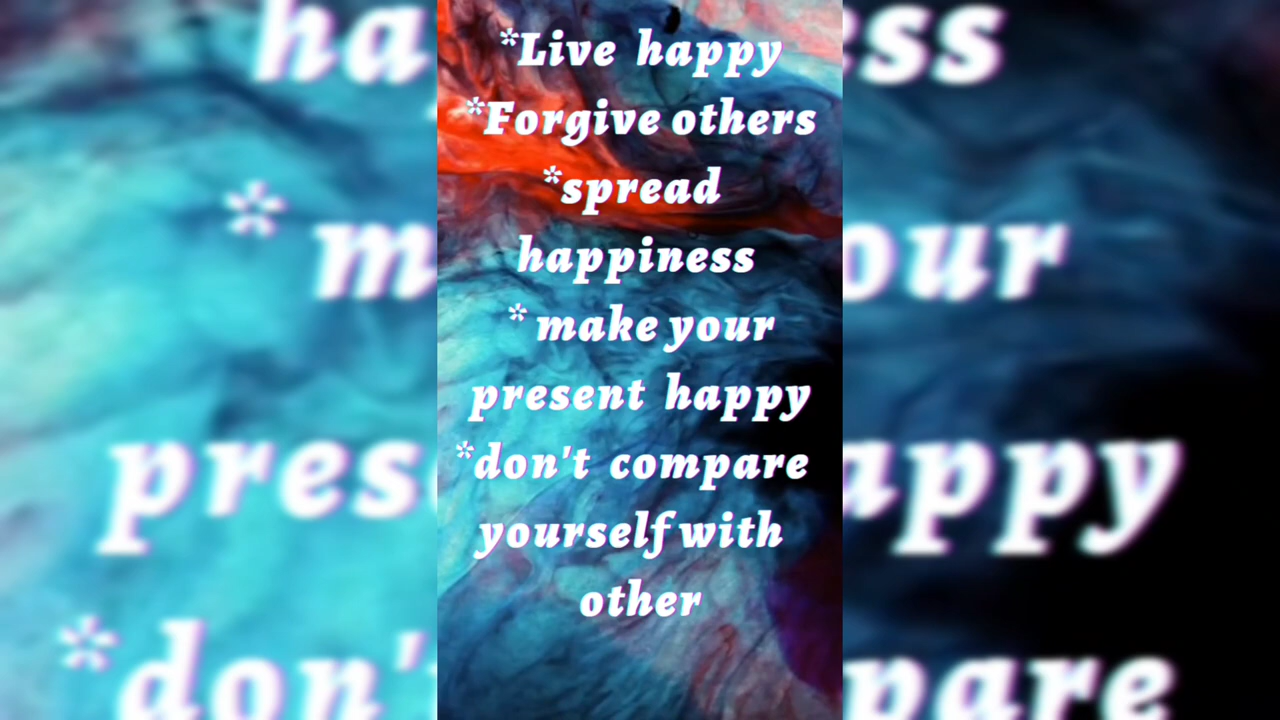 *Live happy
*Forgive others
*spread
happiness
* make your
present happy
*don't compare
yourself with
other